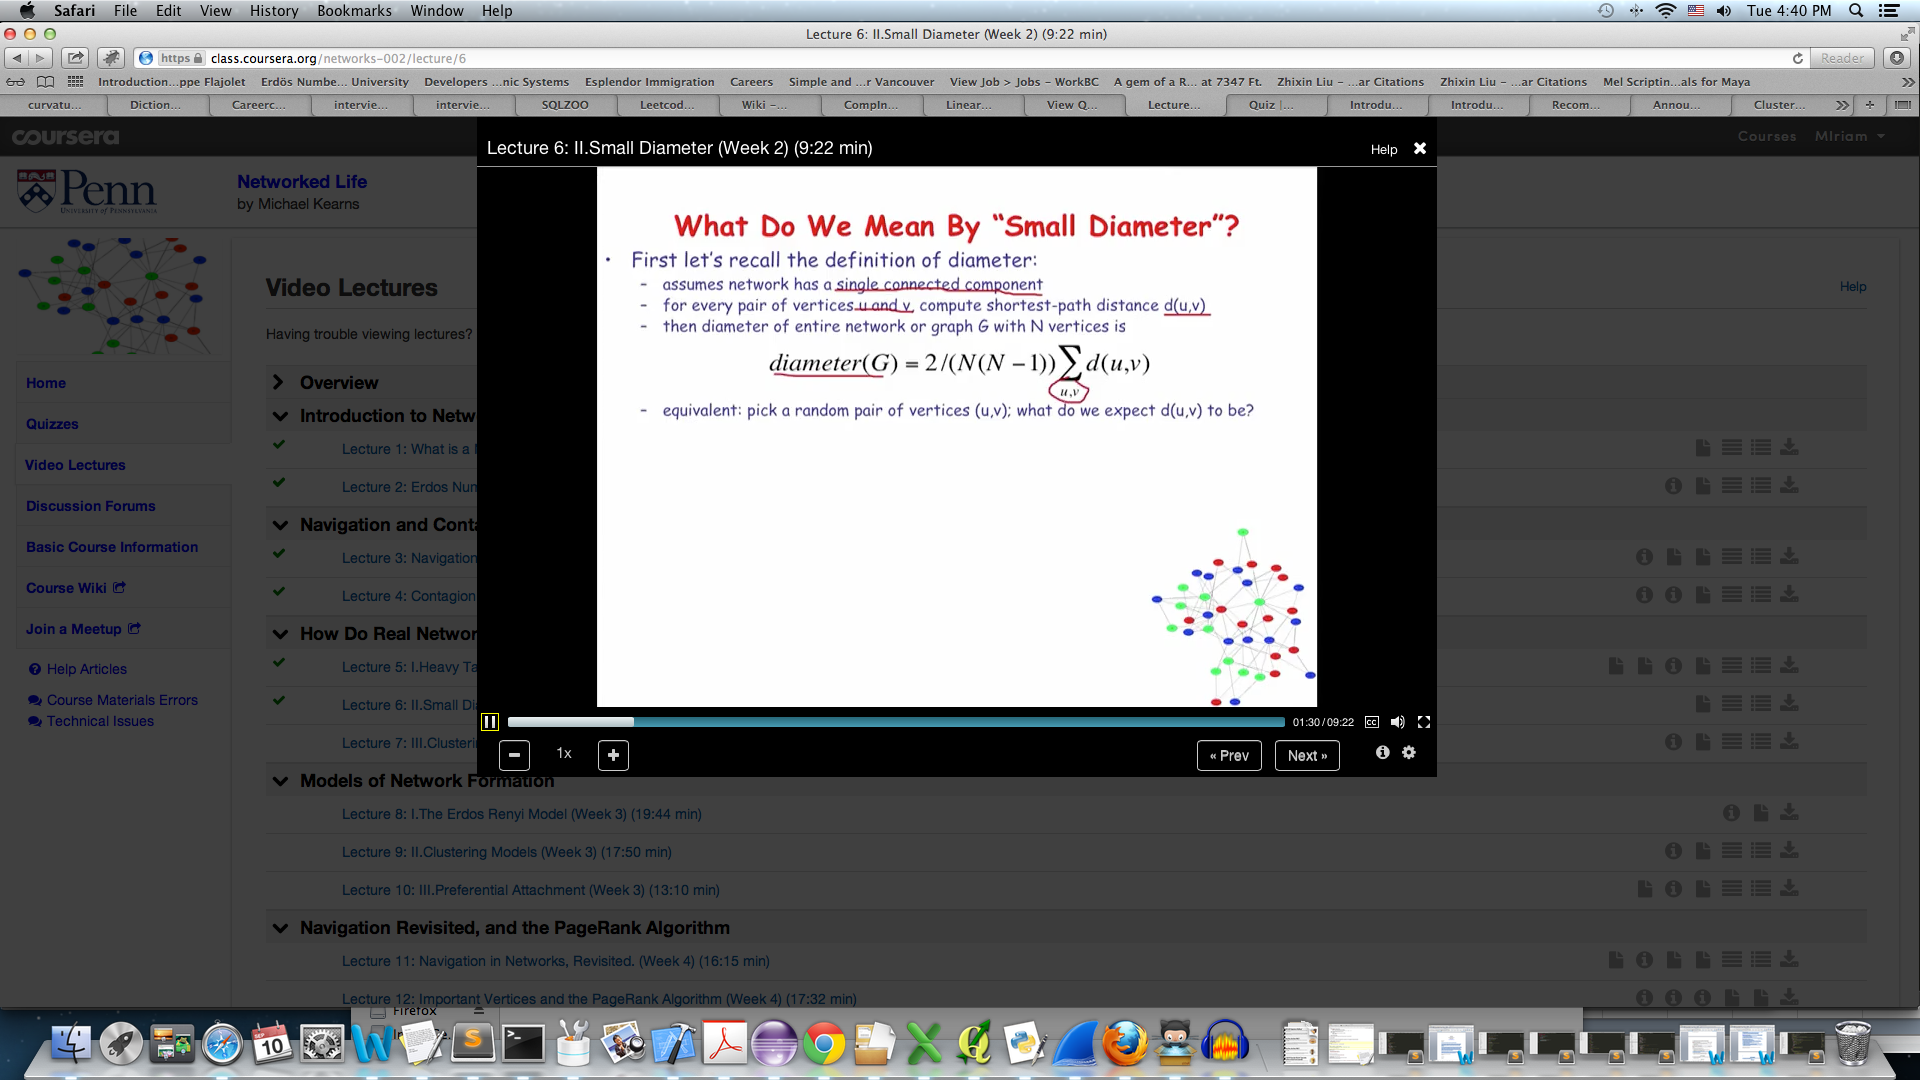 Safari File Edit View History Bookmarks Window Help Tue 4:40 PM
Lecture 6: II.Small Diameter (Week 2) (9:22 min)
https class.coursera.org/networks-002/lecture/6 Reader
Introduction...ppe Flajolet Erdös Numbe... University Developers ...nic Systems Esplendor Immigration Careers Simple and ...r Vancouver View Job > Jobs - WorkBC A gem of a R... at 7347 Ft. Zhixin Liu - ...ar Citations Zhixin Liu - ...ar Citations Mel Scriptin...als for Maya
curvatu... Diction... Careerc... intervie... intervie... SQLZOO Leetcod... Wiki -... CompIn... Linear... View Q... Lecture... Quiz |... Introdu... Introdu... Recom... Annou... Cluster...
coursera Courses MIriam
Lecture 6: II.Small Diameter (Week 2) (9:22 min) Help
Penn
UNIVERSITY OF PENNSYLVANIA
Networked Life
by Michael Kearns
What Do We Mean By “Small Diameter”?
• First let's recall the definition of diameter:
- assumes network has a single connected component
- for every pair of vertices u and v, compute shortest-path distance d(u,v)
- then diameter of entire network or graph G with N vertices is
diameter(G) = 2/(N(N-1))∑d(u,v)
u,v
- equivalent: pick a random pair of vertices (u,v); what do we expect d(u,v) to be?
01:30/09:22 CC
1x « Prev Next »
Video Lectures
Help
Having trouble viewing lectures?
Home
Quizzes
Video Lectures
Discussion Forums
Basic Course Information
Course Wiki
Join a Meetup
Help Articles
Course Materials Errors
Technical Issues
Overview
Introduction to Netw
Lecture 1: What is a
Lecture 2: Erdos Num
Navigation and Conta
Lecture 3: Navigation
Lecture 4: Contagion
How Do Real Networ
Lecture 5: I.Heavy Ta
Lecture 6: II.Small Di
Lecture 7: III.Clusteri
Models of Network Formation
Lecture 8: I.The Erdos Renyi Model (Week 3) (19:44 min)
Lecture 9: II.Clustering Models (Week 3) (17:50 min)
Lecture 10: III.Preferential Attachment (Week 3) (13:10 min)
Navigation Revisited, and the PageRank Algorithm
Lecture 11: Navigation in Networks, Revisited. (Week 4) (16:15 min)
Lecture 12: Important Vertices and the PageRank Algorithm (Week 4) (17:32 min)
Firefox
SEP
10